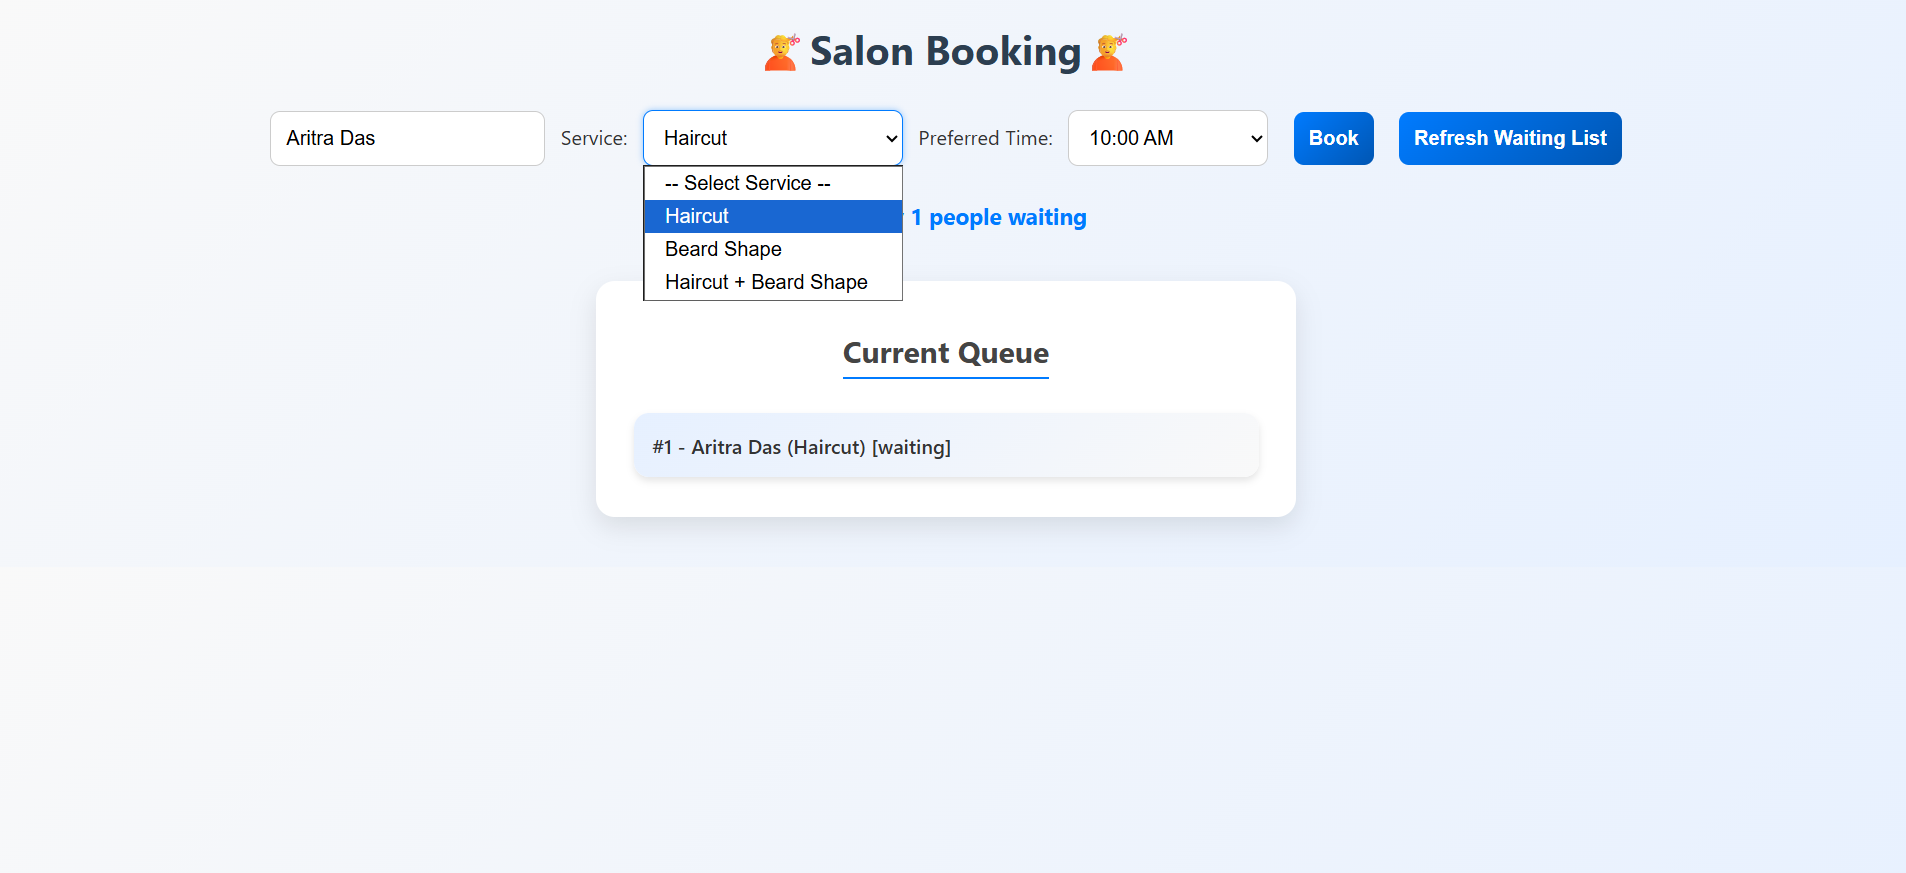 Salon Booking
Aritra Das
Service:
Haircut
Preferred Time:
10:00 AM
Book
Refresh Waiting List
-- Select Service --
Haircut
Beard Shape
Haircut + Beard Shape
1 people waiting
Current Queue
#1 - Aritra Das (Haircut) [waiting]